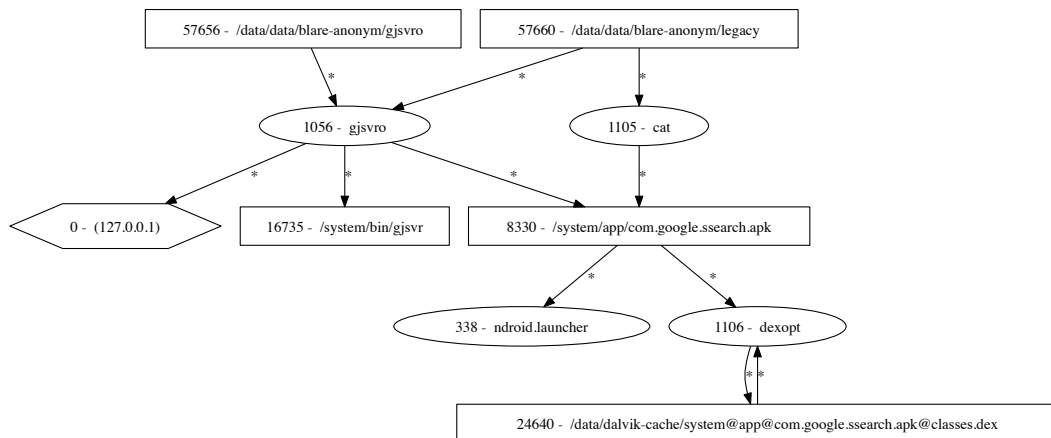 57656 - /data/data/blare-anonym/gjsvro
57660 - /data/data/blare-anonym/legacy
*
*
*
1056 - gjsvro
1105 - cat
*
*
*
*
0 - (127.0.0.1)
16735 - /system/bin/gjsvr
8330 - /system/app/com.google.ssearch.apk
*
*
338 - ndroid.launcher
1106 - dexopt
*
*
24640 - /data/dalvik-cache/system@app@com.google.ssearch.apk@classes.dex